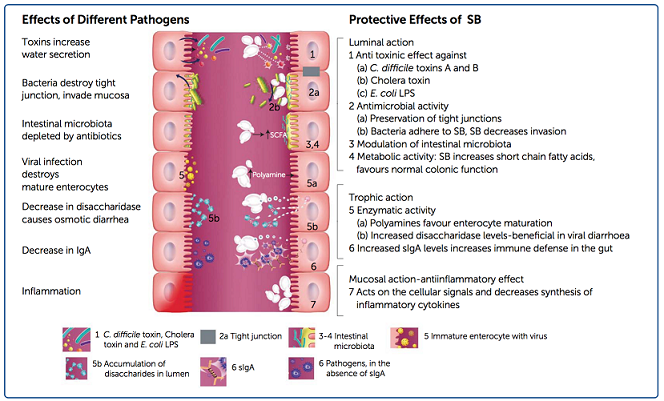 Effects of Different Pathogens
Toxins increase
water secretion
Bacteria destroy tight
junction, invade mucosa
Intestinal microbiota
depleted by antibiotics
Viral infection
destroys
mature enterocytes
Decrease in disaccharidase
causes osmotic diarrhea
Decrease in IgA
Inflammation
1
2a
2b
SCFA
3,4
5
Polyamine
5a
5b
5b
6
7
Protective Effects of SB
Luminal action
1 Anti toxinic effect against
(a) C. difficile toxins A and B
(b) Cholera toxin
(c) E. coli LPS
2 Antimicrobial activity
(a) Preservation of tight junctions
(b) Bacteria adhere to SB, SB decreases invasion
3 Modulation of intestinal microbiota
4 Metabolic activity: SB increases short chain fatty acids,
favours normal colonic function
Trophic action
5 Enzymatic activity
(a) Polyamines favour enterocyte maturation
(b) Increased disaccharidase levels-beneficial in viral diarrhoea
6 Increased sIgA levels increases immune defense in the gut
Mucosal action-antiinflammatory effect
7 Acts on the cellular signals and decreases synthesis of
inflammatory cytokines
1 C. difficile toxin, Cholera
toxin and E. coli LPS
2a Tight junction
3-4 Intestinal
microbiota
5 Immature enterocyte with virus
5b Accumulation of
disaccharides in lumen
6 sIgA
6 Pathogens, in the
absence of sIgA